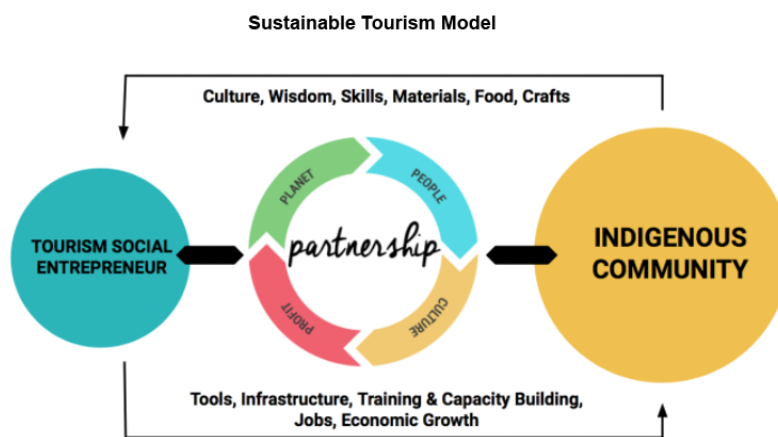 Sustainable Tourism Model
Culture, Wisdom, Skills, Materials, Food, Crafts
PLANET
PEOPLE
TOURISM SOCIAL
ENTREPRENEUR
partnership
INDIGENOUS
COMMUNITY
PROFIT
CULTURE
Tools, Infrastructure, Training & Capacity Building,
Jobs, Economic Growth